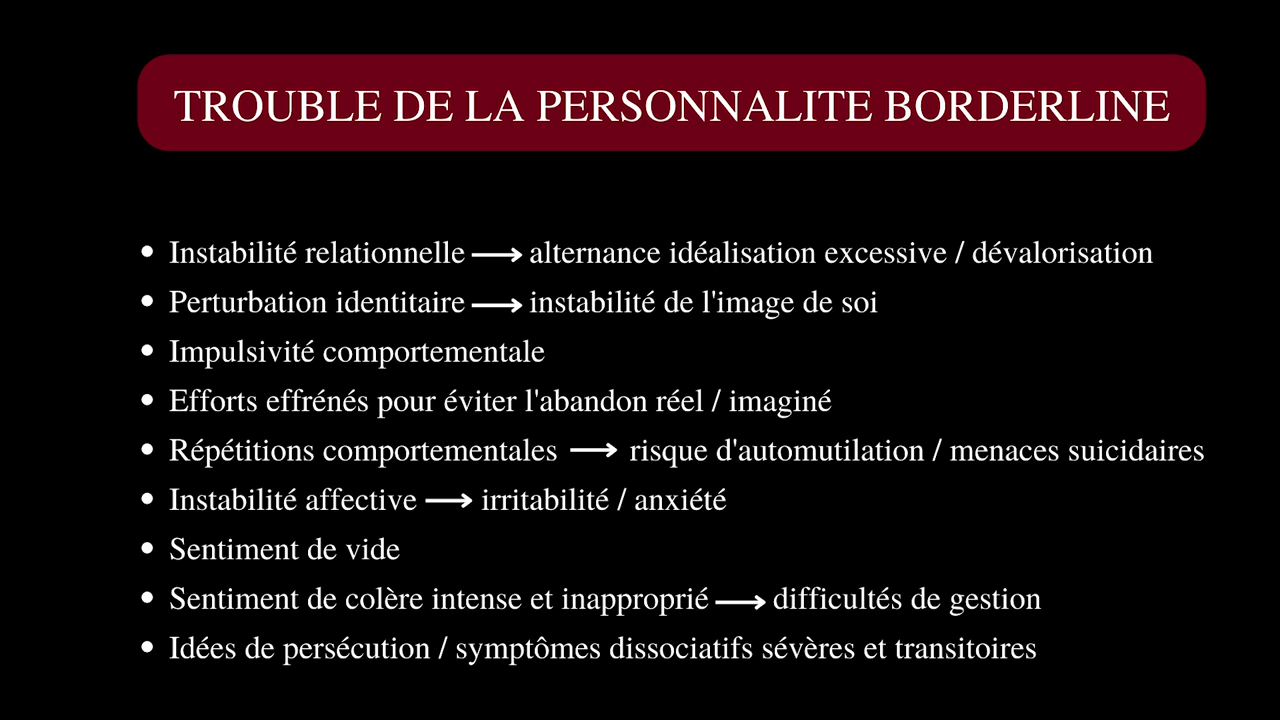 TROUBLE DE LA PERSONNALITE BORDERLINE
• Instabilité relationnelle ⟶ alternance idéalisation excessive / dévalorisation
• Perturbation identitaire ⟶ instabilité de l'image de soi
• Impulsivité comportementale
• Efforts effrénés pour éviter l'abandon réel / imaginé
• Répétitions comportementales ⟶ risque d'automutilation / menaces suicidaires
• Instabilité affective ⟶ irritabilité / anxiété
• Sentiment de vide
• Sentiment de colère intense et inapproprié ⟶ difficultés de gestion
• Idées de persécution / symptômes dissociatifs sévères et transitoires